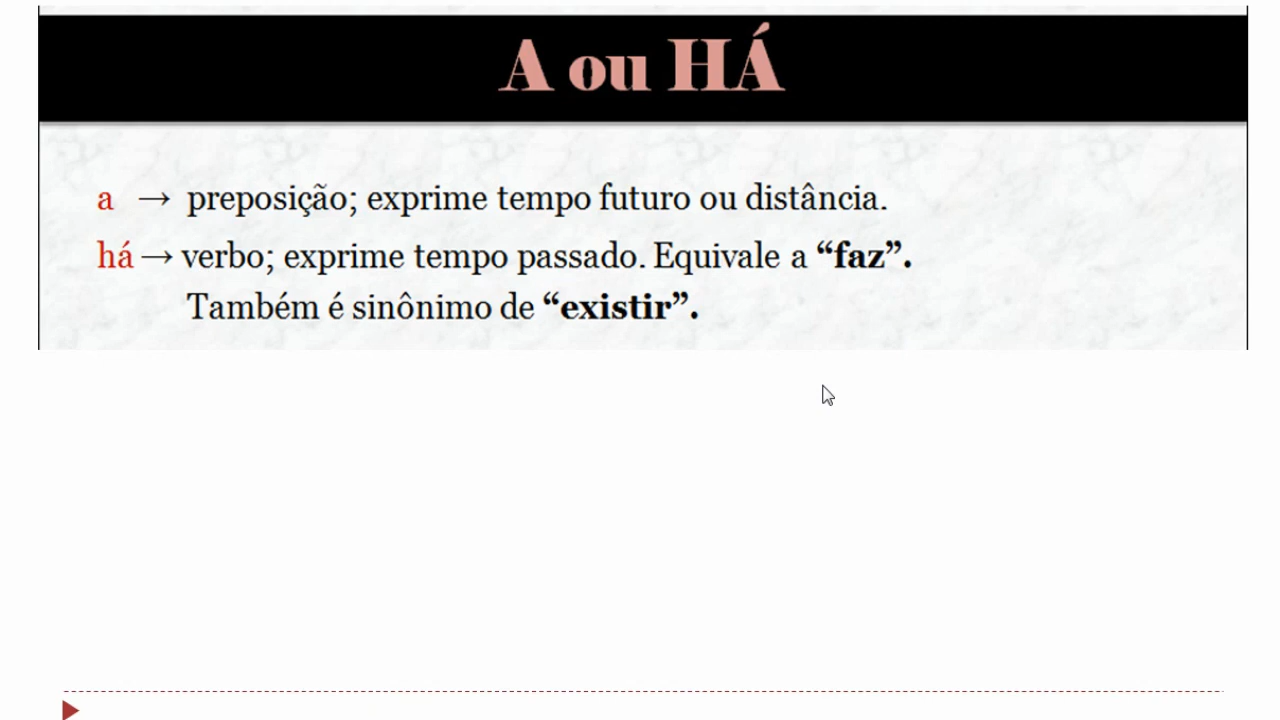 A ou HÁ
a → preposição; exprime tempo futuro ou distância.
há → verbo; exprime tempo passado. Equivale a “faz”.
Também é sinônimo de “existir”.